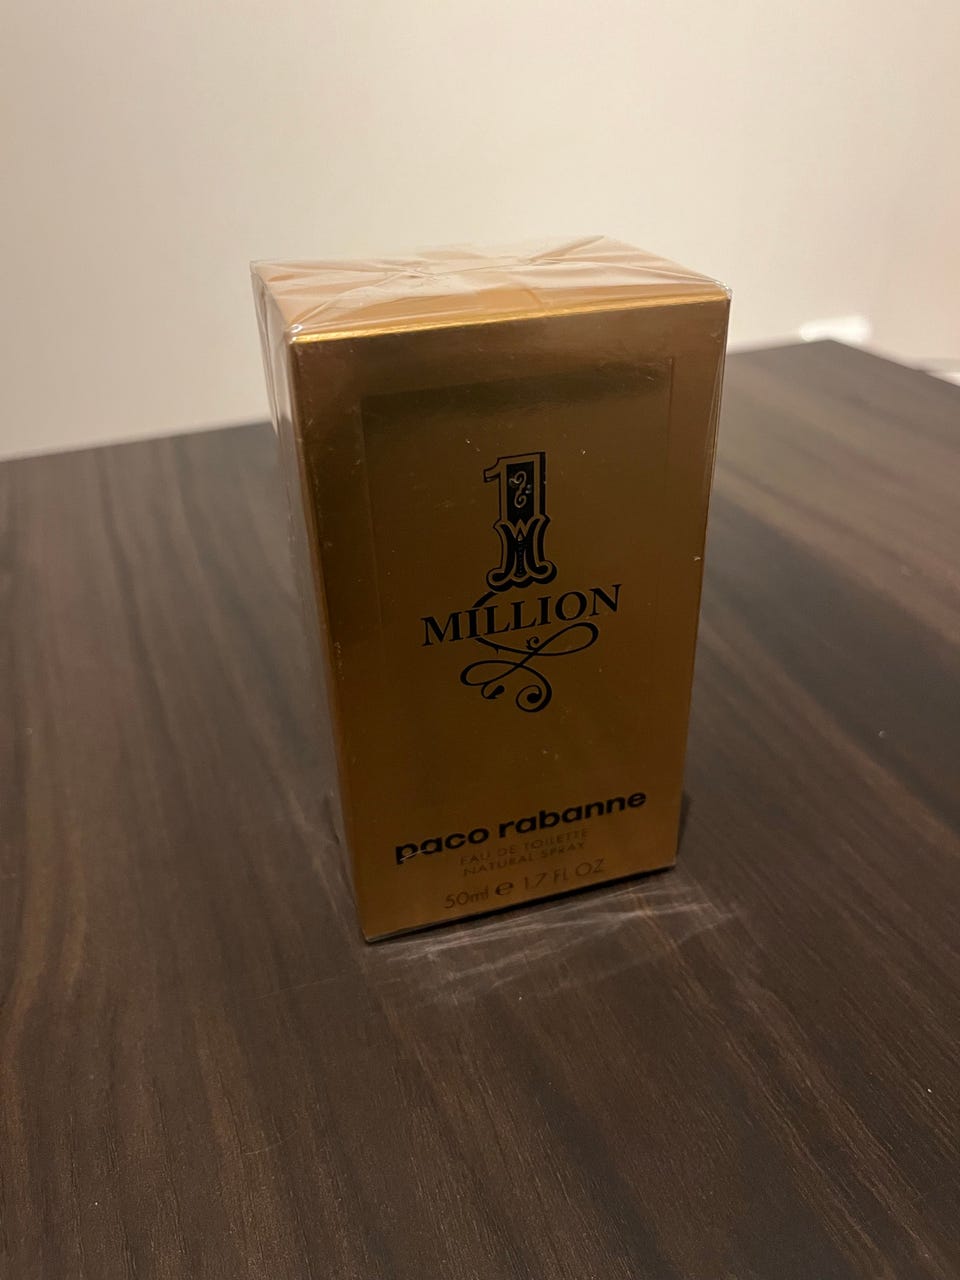 1
MILLION
paco rabanne
EAU DE TOILETTE
NATURAL SPRAY
50ml e 1.7 FL OZ